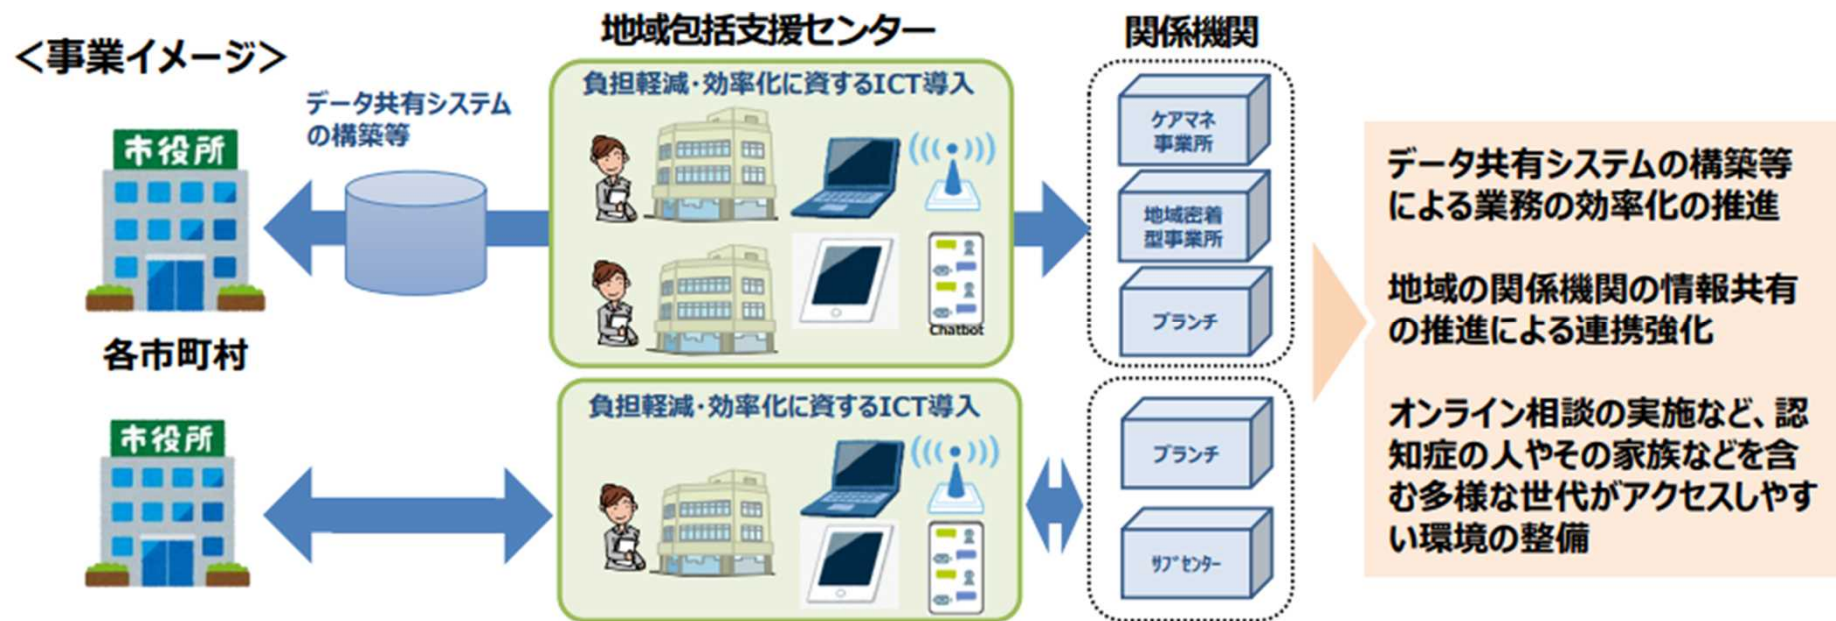 ＜事業イメージ＞
市役所
各市町村
市役所
データ共有システム
の構築等
地域包括支援センター
負担軽減・効率化に資するICT導入
Chatbot
負担軽減・効率化に資するICT導入
関係機関
ケアマネ
事業所
地域密着
型事業所
ブランチ
ブランチ
ｻﾌﾞｾﾝﾀｰ
データ共有システムの構築等
による業務の効率化の推進
地域の関係機関の情報共有
の推進による連携強化
オンライン相談の実施など、認
知症の人やその家族などを含
む多様な世代がアクセスしやす
い環境の整備